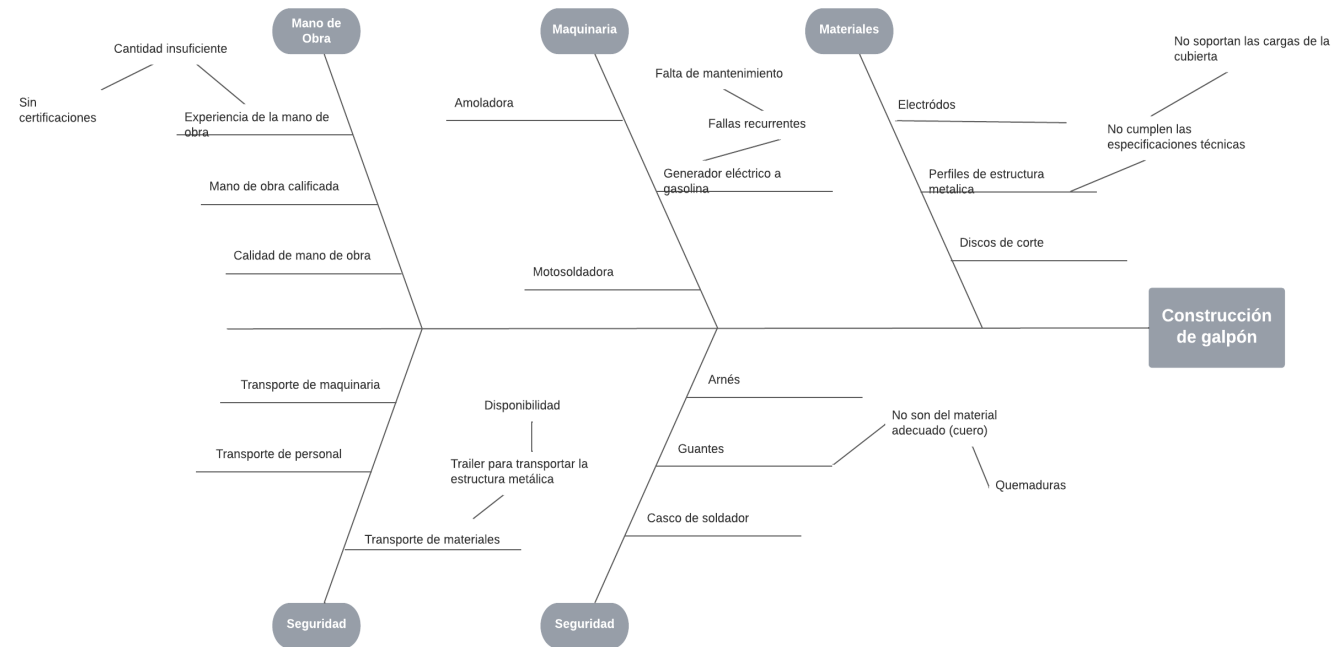 Mano de
Obra
Maquinaria
Materiales
Cantidad insuficiente
Sin
certificaciones
Experiencia de la mano de
obra
Mano de obra calificada
Calidad de mano de obra
Amoladora
Falta de mantenimiento
Fallas recurrentes
Generador eléctrico a
gasolina
Motosoldadora
Electródos
No soportan las cargas de la
cubierta
No cumplen las
especificaciones técnicas
Perfiles de estructura
metalica
Discos de corte
Construcción
de galpón
Transporte de maquinaria
Transporte de personal
Disponibilidad
Trailer para transportar la
estructura metálica
Transporte de materiales
Arnés
Guantes
No son del material
adecuado (cuero)
Quemaduras
Casco de soldador
Seguridad
Seguridad